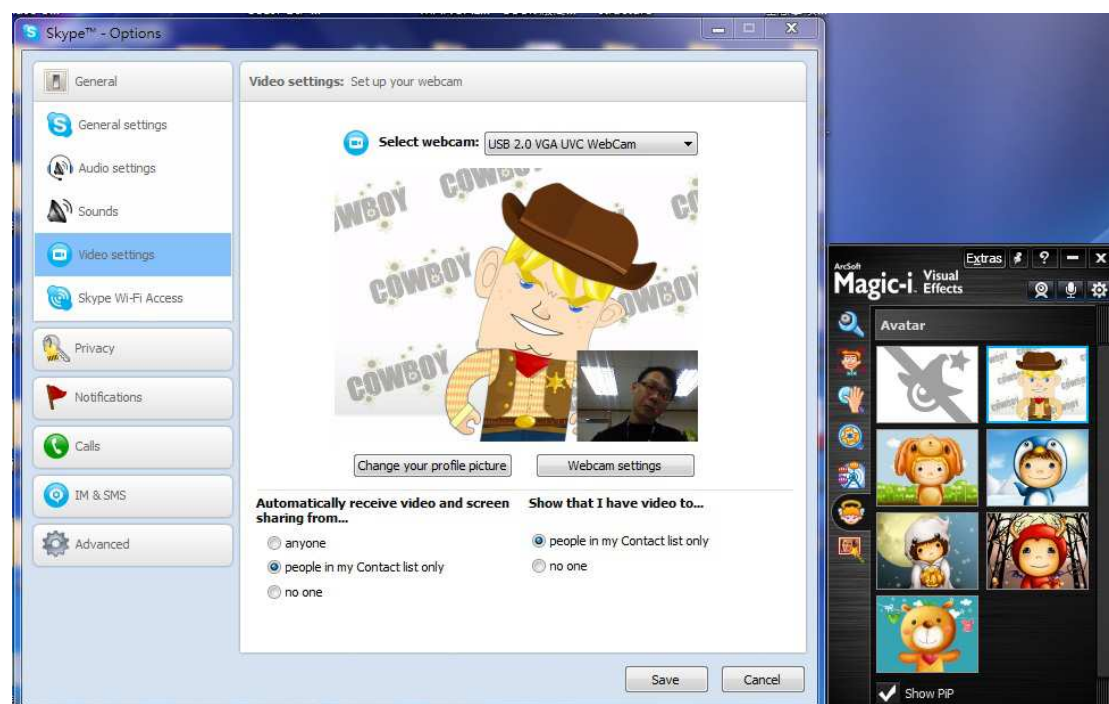 Skype™ - Options
General
General settings
Audio settings
Sounds
Video settings
Skype Wi-Fi Access
Privacy
Notifications
Calls
IM & SMS
Advanced
Video settings: Set up your webcam
Select webcam: USB 2.0 VGA UVC WebCam
COWBOY
COWBOY
COWBOY
Change your profile picture
Webcam settings
Automatically receive video and screen
sharing from...
anyone
people in my Contact list only
no one
Show that I have video to...
people in my Contact list only
no one
Save
Cancel
Extras
?
ArcSoft
Magic-i Visual
Effects
Avatar
Show PiP